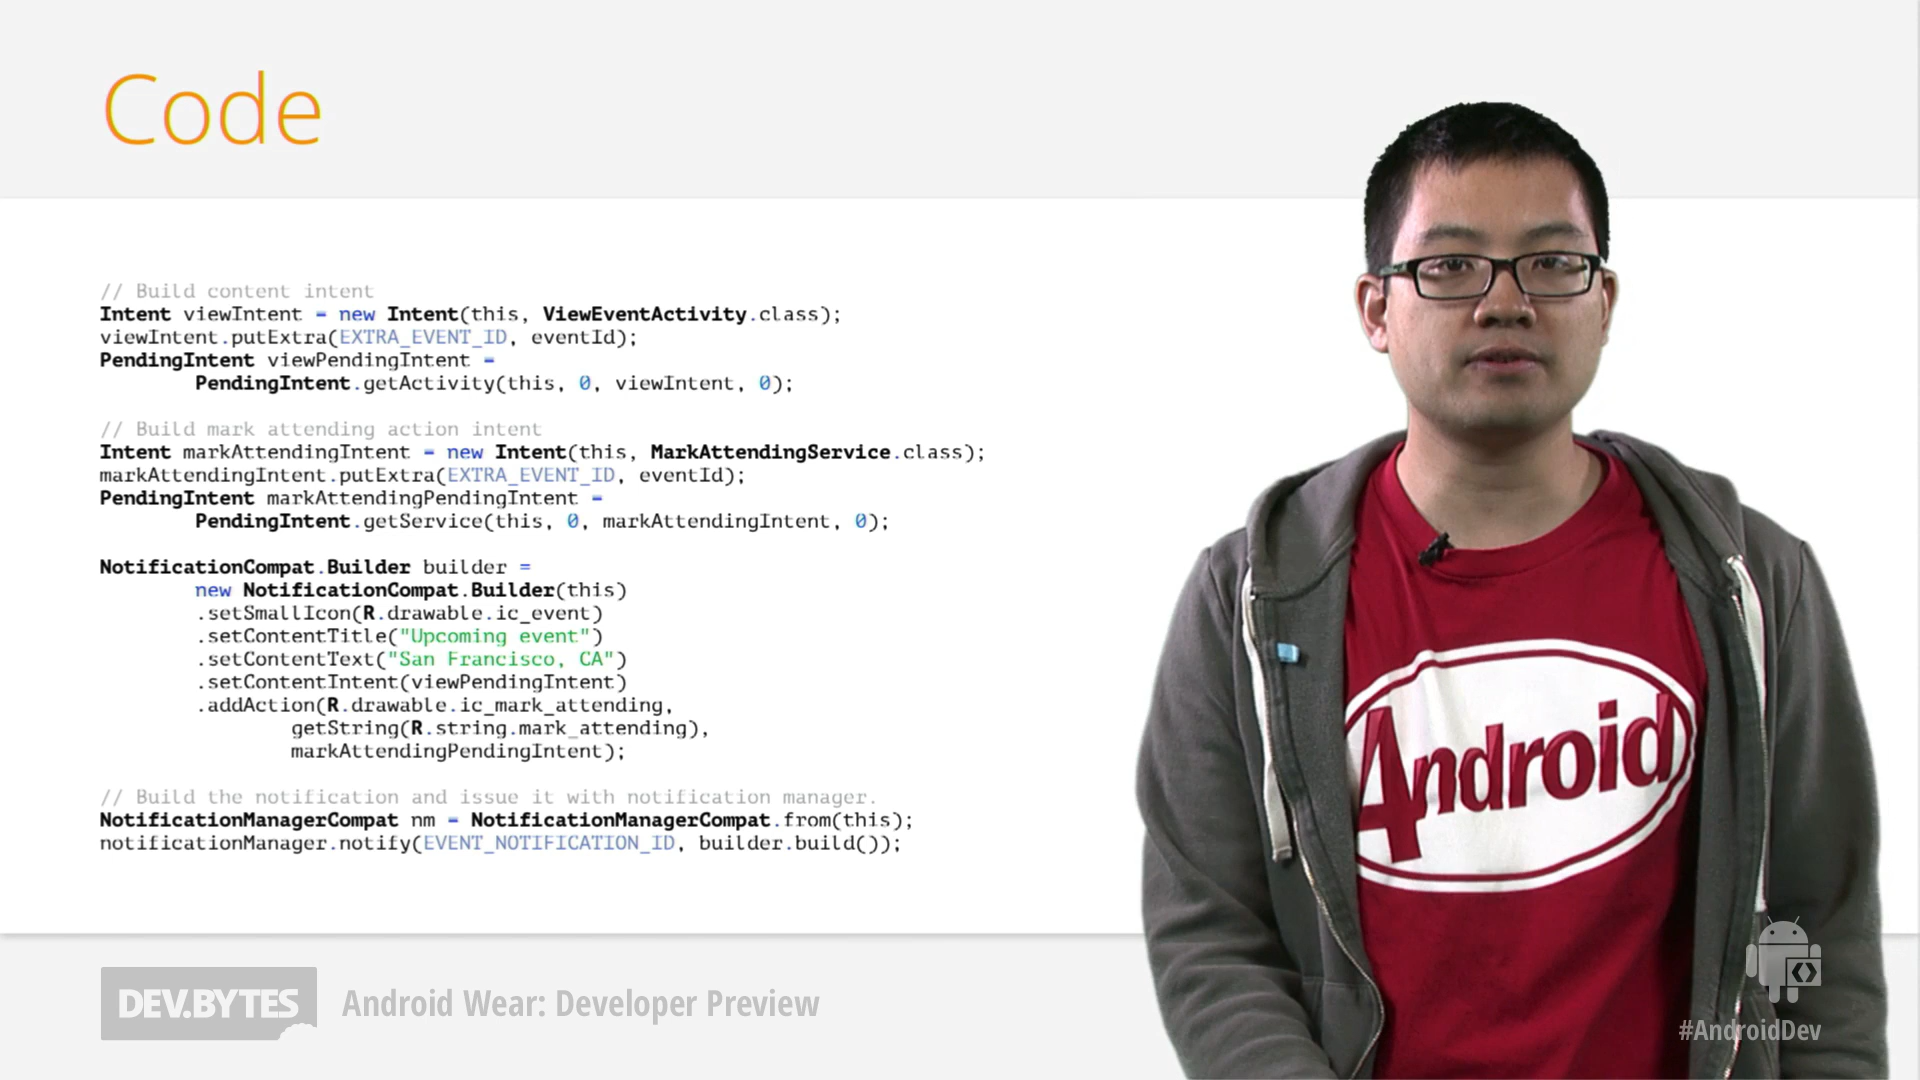 Code
// Build content intent
Intent viewIntent = new Intent(this, ViewEventActivity.class);
viewIntent.putExtra(EXTRA_EVENT_ID, eventId);
PendingIntent viewPendingIntent =
        PendingIntent.getActivity(this, 0, viewIntent, 0);
// Build mark attending action intent
Intent markAttendingIntent = new Intent(this, MarkAttendingService.class);
markAttendingIntent.putExtra(EXTRA_EVENT_ID, eventId);
PendingIntent markAttendingPendingIntent =
        PendingIntent.getService(this, 0, markAttendingIntent, 0);
NotificationCompat.Builder builder =
        new NotificationCompat.Builder(this)
        .setSmallIcon(R.drawable.ic_event)
        .setContentTitle("Upcoming event")
        .setContentText("San Francisco, CA")
        .setContentIntent(viewPendingIntent)
        .addAction(R.drawable.ic_mark_attending,
                getString(R.string.mark_attending),
                markAttendingPendingIntent);
// Build the notification and issue it with notification manager.
NotificationManagerCompat nm = NotificationManagerCompat.from(this);
notificationManager.notify(EVENT_NOTIFICATION_ID, builder.build());
Android
DEV.BYTES
Android Wear: Developer Preview
#AndroidDev